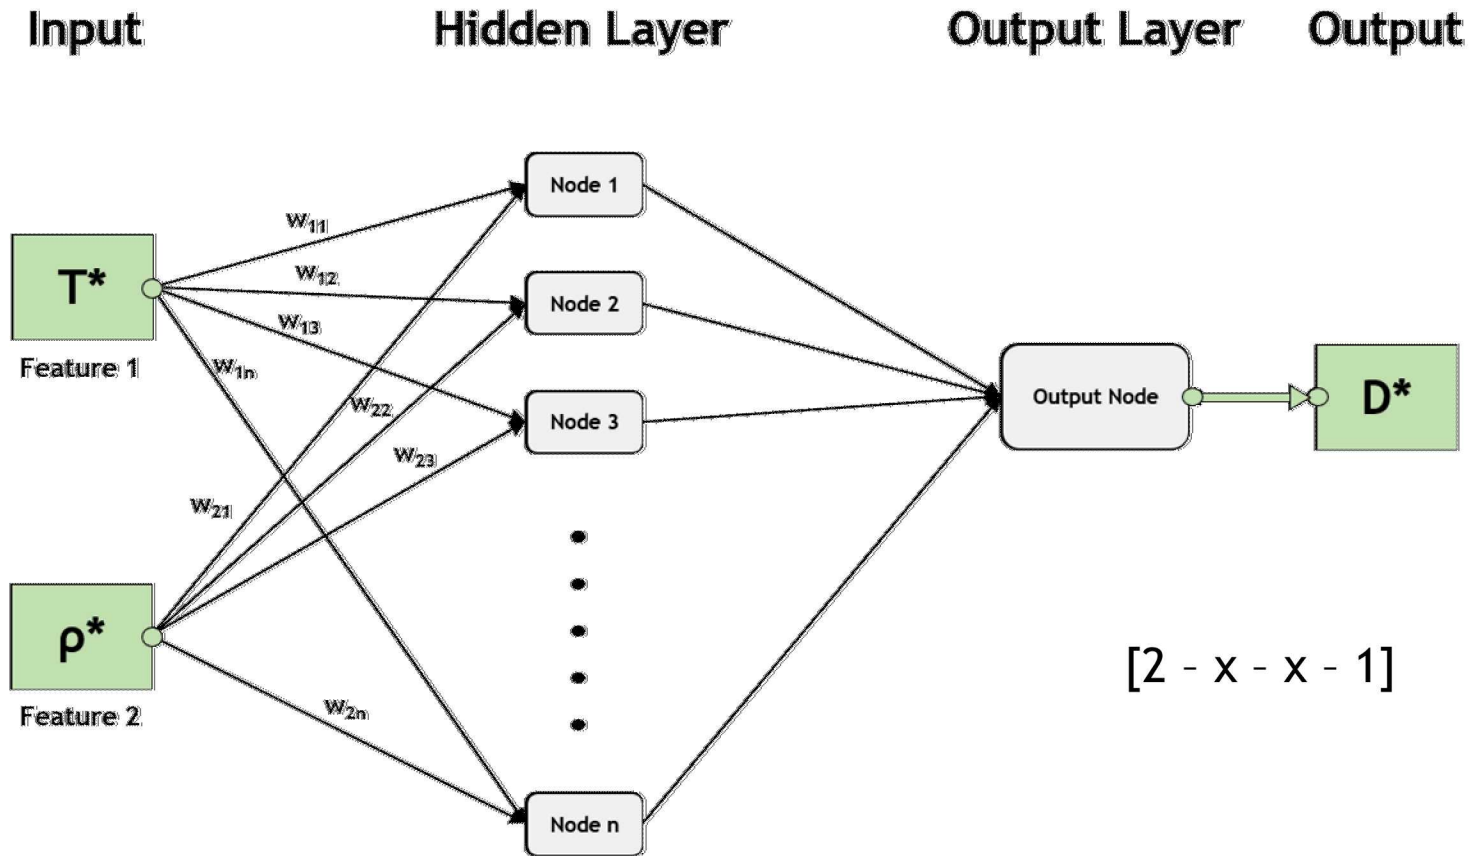 Input Hidden Layer Output Layer Output
Node 1
W11
T*
W12
Node 2
W13
Feature 1
W1n
W22
Node 3
Output Node
D*
W23
W21
ρ*
[2 - x - x - 1]
Feature 2
W2n
Node n